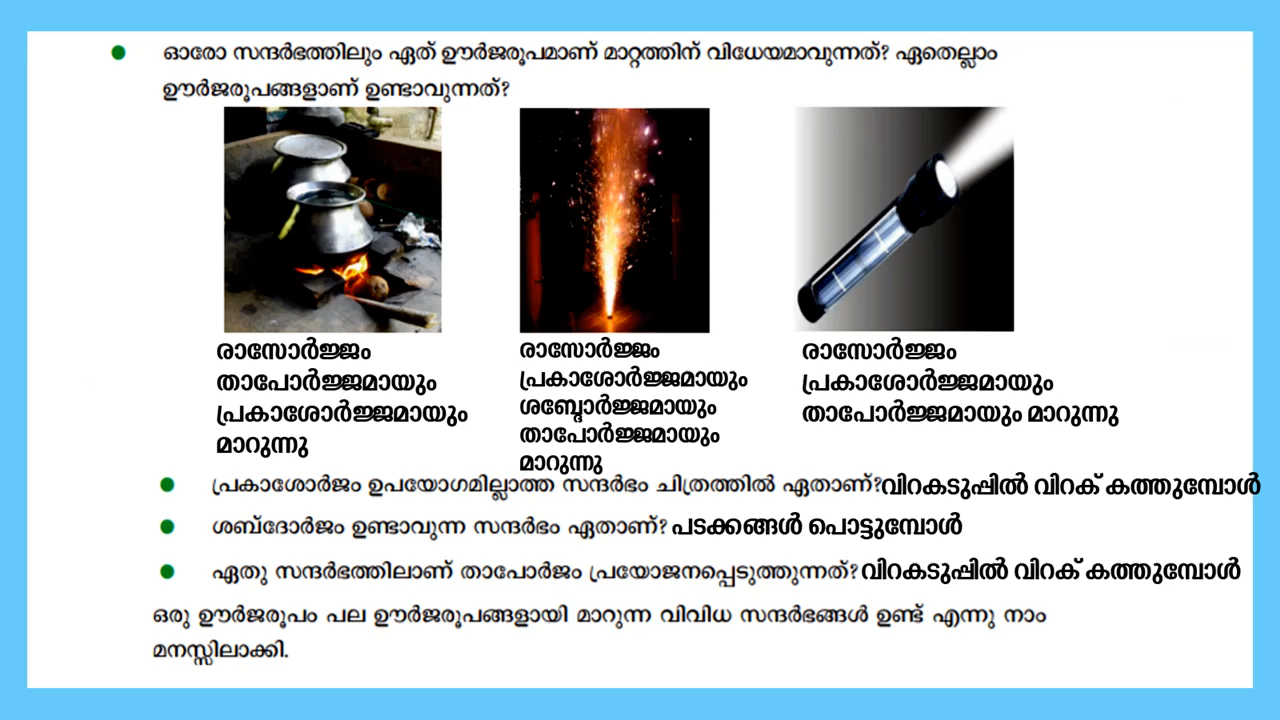 ഓരോ സന്ദർഭത്തിലും ഏത് ഊർജരൂപമാണ് മാറ്റത്തിന് വിധേയമാവുന്നത്? ഏതെല്ലാം
ഊർജരൂപങ്ങളാണ് ഉണ്ടാവുന്നത്?
രാസോർജ്ജം
താപോർജ്ജമായും
പ്രകാശോർജ്ജമായും
മാറുന്നു
രാസോർജ്ജം
പ്രകാശോർജ്ജമായും
ശബ്ദോർജ്ജമായും
താപോർജ്ജമായും
മാറുന്നു
രാസോർജ്ജം
പ്രകാശോർജ്ജമായും
താപോർജ്ജമായും മാറുന്നു
പ്രകാശോർജം ഉപയോഗമില്ലാത്ത സന്ദർഭം ചിത്രത്തിൽ ഏതാണ്?വിറകടുപ്പിൽ വിറക് കത്തുമ്പോൾ
ശബ്ദോർജം ഉണ്ടാവുന്ന സന്ദർഭം ഏതാണ്? പടക്കങ്ങൾ പൊട്ടുമ്പോൾ
ഏതു സന്ദർഭത്തിലാണ് താപോർജം പ്രയോജനപ്പെടുത്തുന്നത്?വിറകടുപ്പിൽ വിറക് കത്തുമ്പോൾ
ഒരു ഊർജരൂപം പല ഊർജരൂപങ്ങളായി മാറുന്ന വിവിധ സന്ദർഭങ്ങൾ ഉണ്ട് എന്നു നാം
മനസ്സിലാക്കി.